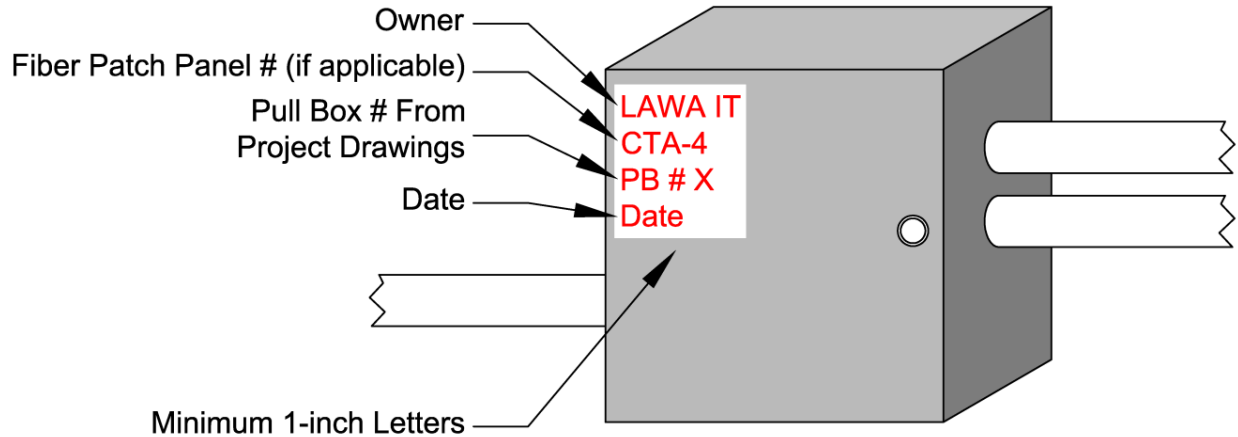 Owner
Fiber Patch Panel # (if applicable)
Pull Box # From
Project Drawings
Date
LAWA IT
CTA-4
PB # X
Date
Minimum 1-inch Letters